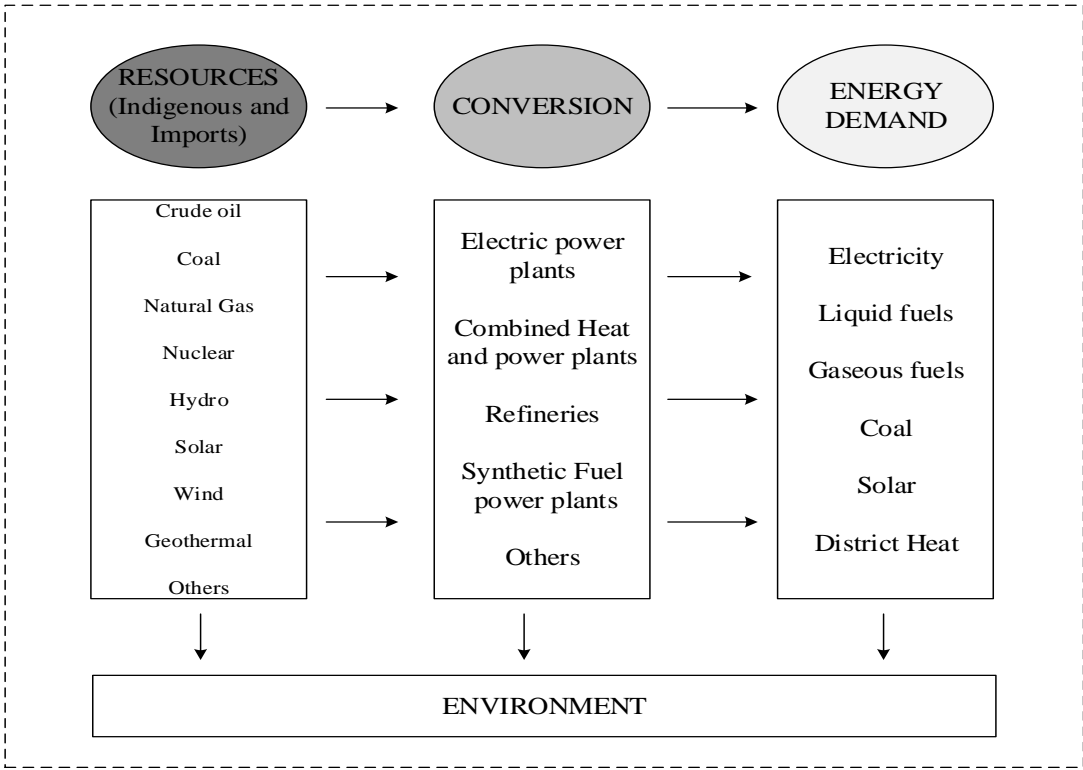 RESOURCES
(Indigenous and
Imports)
CONVERSION
ENERGY
DEMAND
Crude oil
Coal
Natural Gas
Nuclear
Hydro
Solar
Wind
Geothermal
Others
Electric power
plants
Combined Heat
and power plants
Refineries
Synthetic Fuel
power plants
Others
Electricity
Liquid fuels
Gaseous fuels
Coal
Solar
District Heat
ENVIRONMENT